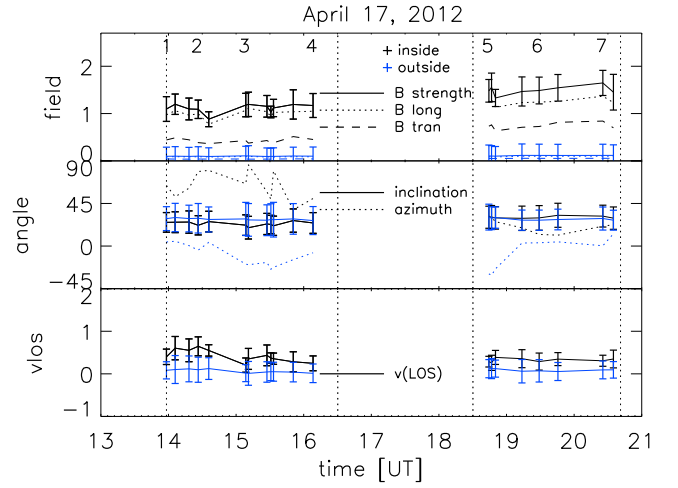 April 17, 2012
1 2 3 4 5 6 7
+ inside
+ outside
B strength
B long
B tran
field
2
1
0
inclination
azimuth
angle
90
45
0
-45
v(LOS)
vlos
2
1
0
-1
13 14 15 16 17 18 19 20 21
time [UT]